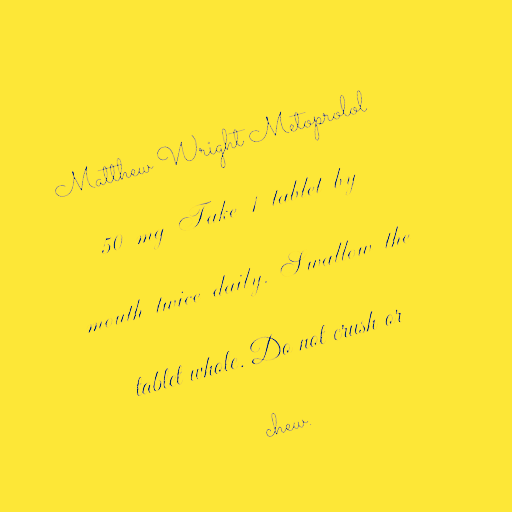 Matthew Wright Metoprolol
50 mg Take 1 tablet by
mouth twice daily. Swallow the
tablet whole. Do not crush or
chew.